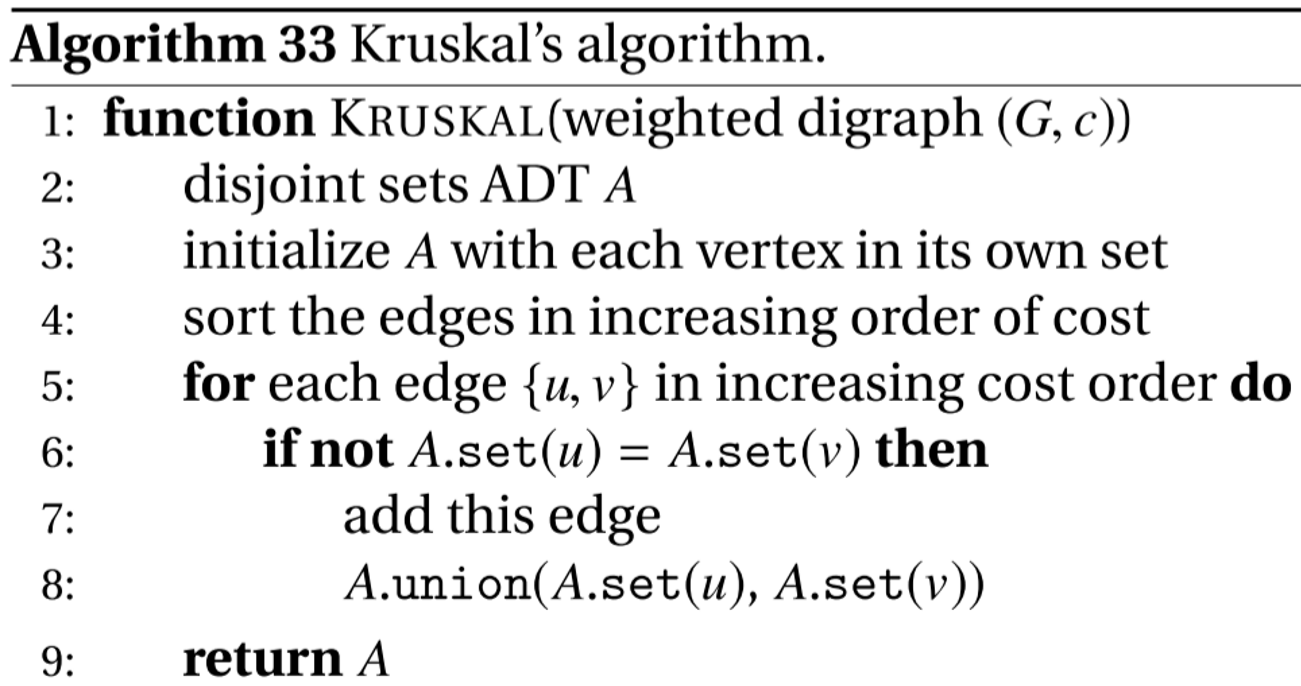 Algorithm 33 Kruskal’s algorithm.
1: function KRUSKAL(weighted digraph (G, c))
2: disjoint sets ADT A
3: initialize A with each vertex in its own set
4: sort the edges in increasing order of cost
5: for each edge {u, v} in increasing cost order do
6: if not A.set(u) = A.set(v) then
7: add this edge
8: A.union(A.set(u), A.set(v))
9: return A